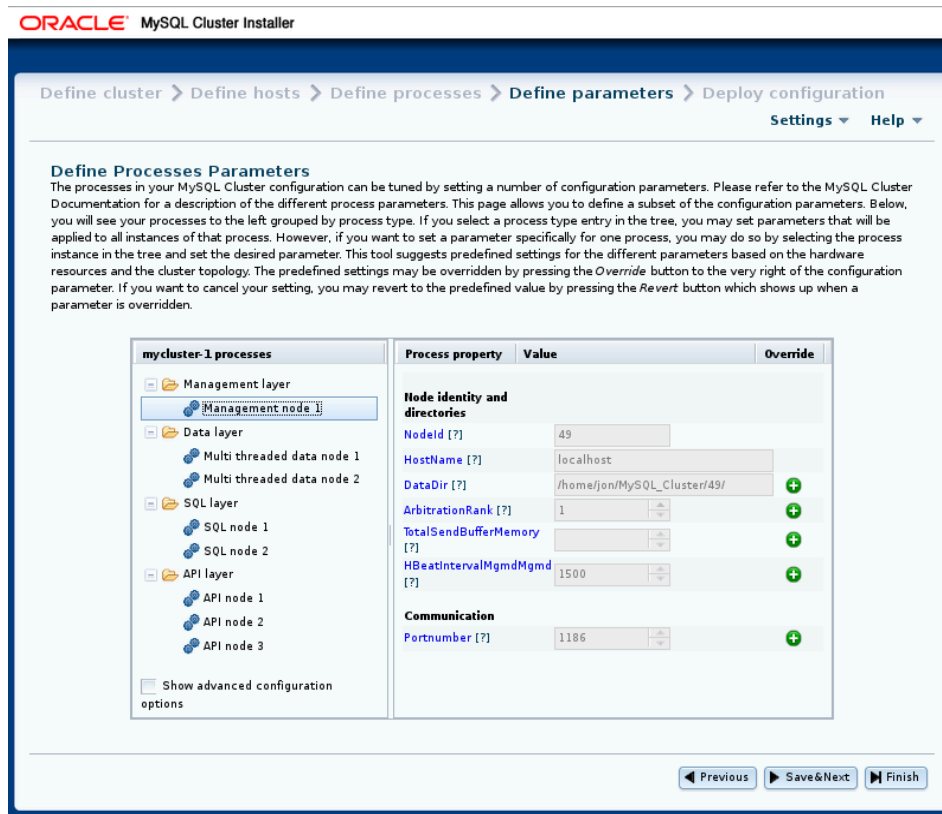 ORACLE® MySQL Cluster Installer
Define cluster > Define hosts > Define processes > Define parameters > Deploy configuration
Settings Help
Define Processes Parameters
The processes in your MySQL Cluster configuration can be tuned by setting a number of configuration parameters. Please refer to the MySQL Cluster
Documentation for a description of the different process parameters. This page allows you to define a subset of the configuration parameters. Below,
you will see your processes to the left grouped by process type. If you select a process type entry in the tree, you may set parameters that will be
applied to all instances of that process. However, if you want to set a parameter specifically for one process, you may do so by selecting the process
instance in the tree and set the desired parameter. This tool suggests predefined settings for the different parameters based on the hardware
resources and the cluster topology. The predefined settings may be overridden by pressing the Override button to the very right of the configuration
parameter. If you want to cancel your setting, you may revert to the predefined value by pressing the Revert button which shows up when a
parameter is overridden.
mycluster-1 processes
Management layer
Management node 1
Data layer
Multi threaded data node 1
Multi threaded data node 2
SQL layer
SQL node 1
SQL node 2
API layer
API node 1
API node 2
API node 3
Show advanced configuration
options
Process property Value Override
Node identity and
directories
NodeId [?] 49
HostName [?] localhost
DataDir [?] /home/jon/MySQL_Cluster/49/
ArbitrationRank [?] 1
TotalSendBufferMemory
[?]
HBeatIntervalMgmdMgmd
[?] 1500
Communication
Portnumber [?] 1186
Previous Save&Next Finish